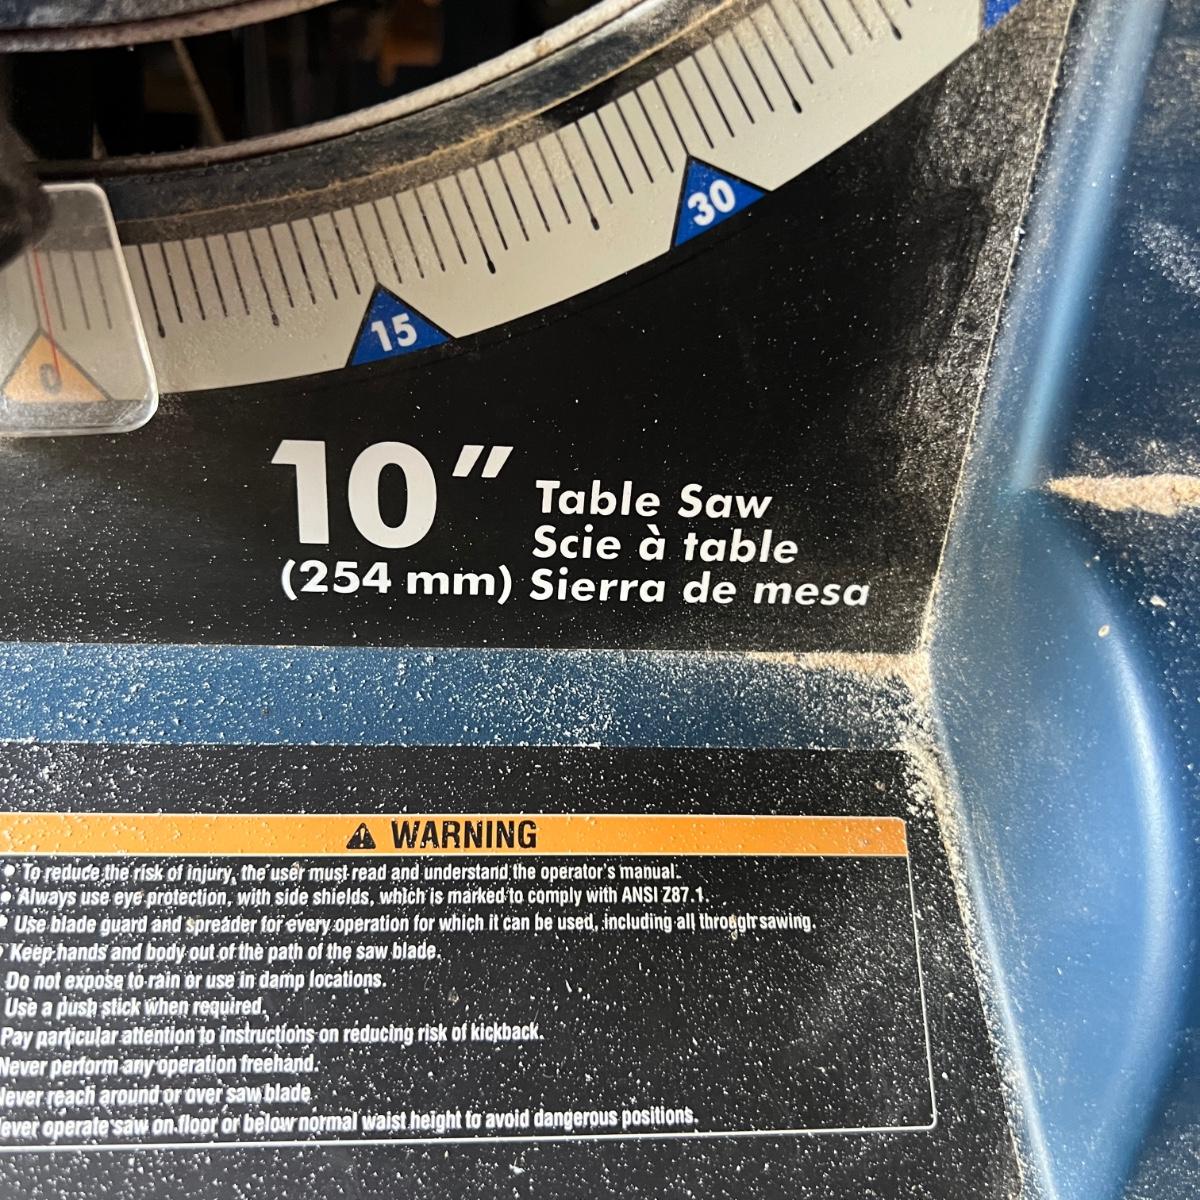 30
15
0
10" Table Saw
Scie à table
(254 mm) Sierra de mesa
WARNING
• To reduce the risk of injury, the user must read and understand the operator's manual.
• Always use eye protection, with side shields, which is marked to comply with ANSI Z87.1.
• Use blade guard and spreader for every operation for which it can be used, including all through sawing.
• Keep hands and body out of the path of the saw blade.
Do not expose to rain or use in damp locations.
Use a push stick when required.
Pay particular attention to instructions on reducing risk of kickback.
Never perform any operation freehand.
Never reach around or over saw blade
ever operate saw on floor or below normal waist height to avoid dangerous positions.